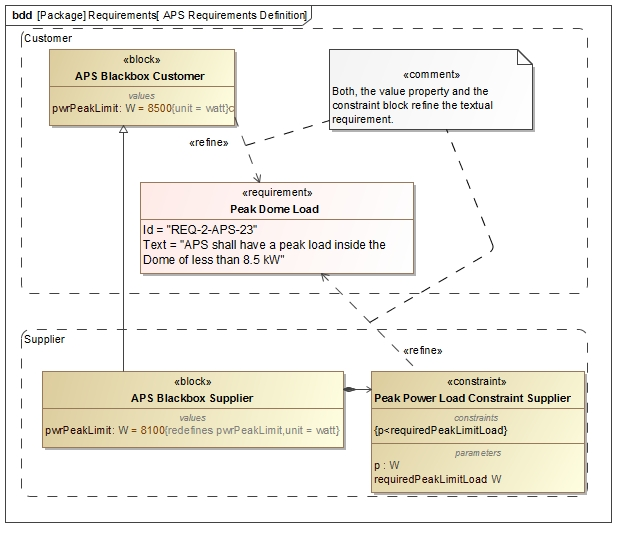 bdd [Package] Requirements[ APS Requirements Definition]
Customer
«block»
APS Blackbox Customer
values
pwrPeakLimit: W = 8500{unit = watt}
«comment»
Both, the value property and the
constraint block refine the textual
requirement.
«refine»
«requirement»
Peak Dome Load
Id = "REQ-2-APS-23"
Text = "APS shall have a peak load inside the
Dome of less than 8.5 kW"
Supplier
«refine»
«block»
APS Blackbox Supplier
values
pwrPeakLimit: W = 8100{redefines pwrPeakLimit,unit = watt}
«constraint»
Peak Power Load Constraint Supplier
constraints
{p<requiredPeakLimitLoad}
parameters
p : W
requiredPeakLimitLoad W